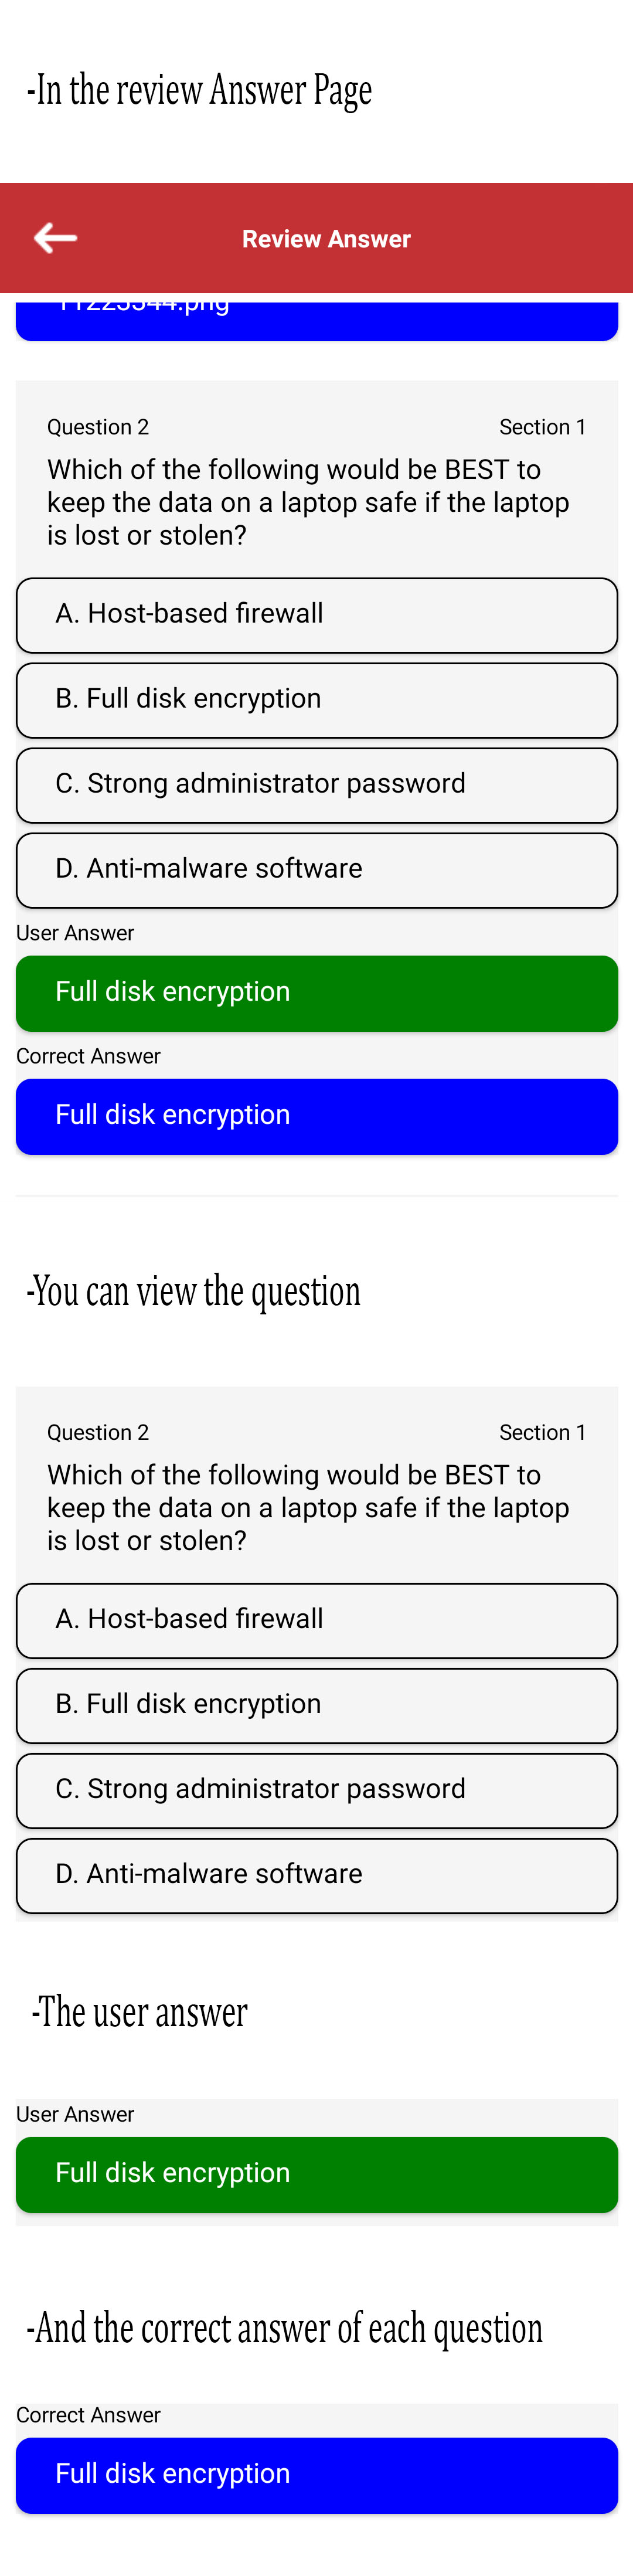 -In the review Answer Page
Review Answer
Question 2
Section 1
Which of the following would be BEST to
keep the data on a laptop safe if the laptop
is lost or stolen?
A. Host-based firewall
B. Full disk encryption
C. Strong administrator password
D. Anti-malware software
User Answer
Full disk encryption
Correct Answer
Full disk encryption
-You can view the question
Question 2
Section 1
Which of the following would be BEST to
keep the data on a laptop safe if the laptop
is lost or stolen?
A. Host-based firewall
B. Full disk encryption
C. Strong administrator password
D. Anti-malware software
-The user answer
User Answer
Full disk encryption
-And the correct answer of each question
Correct Answer
Full disk encryption